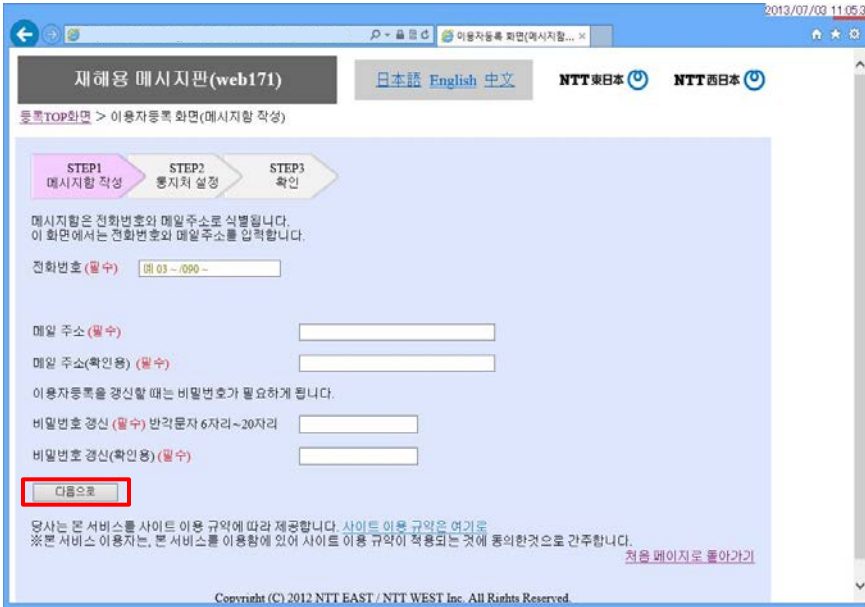 2013/07/03 11:05:3
이용자등록 화면(메시지함...
재해용 메시지판(web171)
日本語 English 中文
NTT東日本 NTT西日本
등록TOP화면 > 이용자등록 화면(메시지함 작성)
STEP1 메시지함 작성
STEP2 통지처 설정
STEP3 확인
메시지함은 전화번호와 메일주소로 식별됩니다.
이 화면에서는 전화번호와 메일주소를 입력합니다.
전화번호 (필수) 예 03 ~ /090 ~
메일 주소 (필수)
메일 주소(확인용) (필수)
이용자등록을 갱신할 때는 비밀번호가 필요하게 됩니다.
비밀번호 갱신 (필수) 반각문자 6자리~20자리
비밀번호 갱신(확인용) (필수)
다음으로
당사는 본 서비스를 사이트 이용 규약에 따라 제공합니다. 사이트 이용 규약은 여기로
※본 서비스 이용자는, 본 서비스를 이용함에 있어 사이트 이용 규약이 적용되는 것에 동의한것으로 간주합니다.
처음 페이지로 돌아가기
Copyright (C) 2012 NTT EAST / NTT WEST Inc. All Rights Reserved.